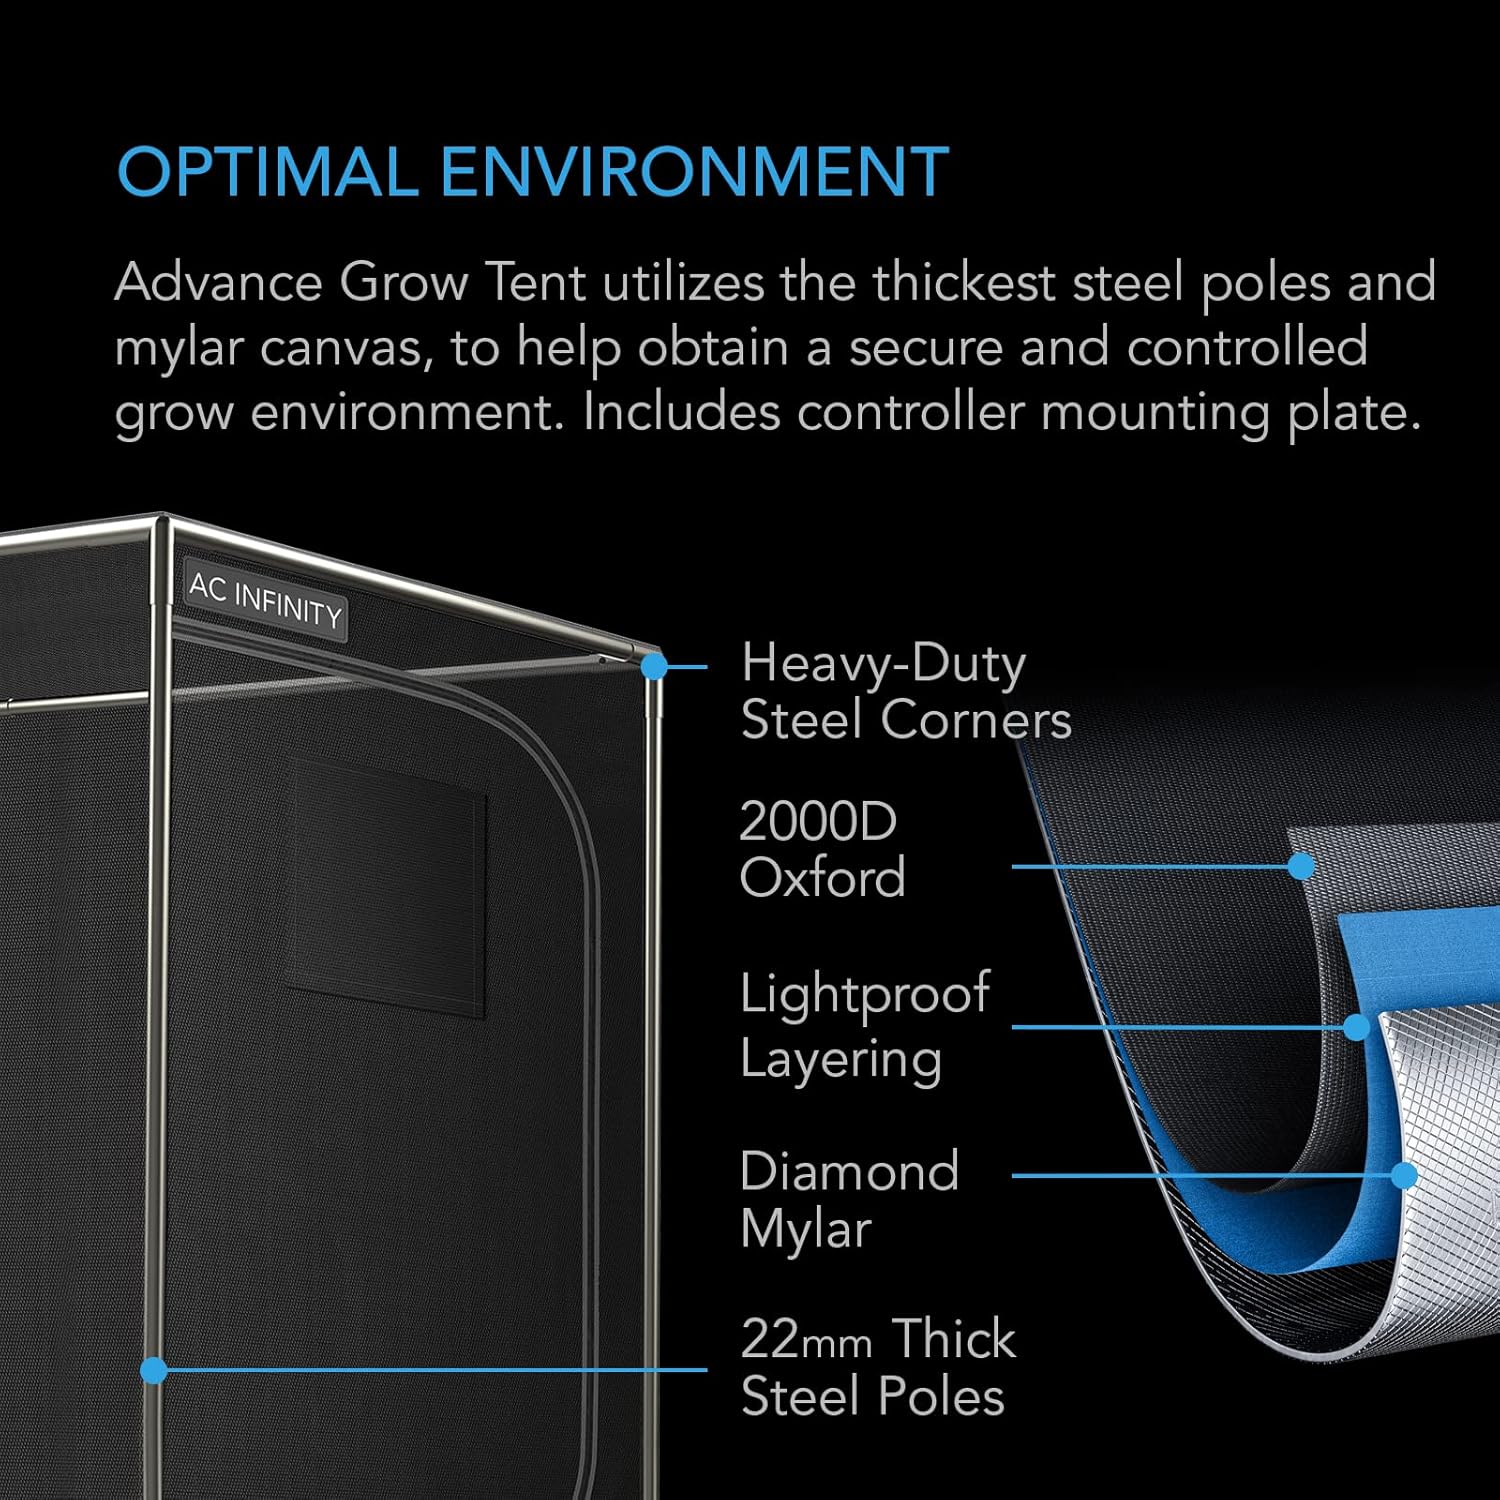 OPTIMAL ENVIRONMENT
Advance Grow Tent utilizes the thickest steel poles and
mylar canvas, to help obtain a secure and controlled
grow environment. Includes controller mounting plate.
AC INFINITY
Heavy-Duty
Steel Corners
2000D
Oxford
Lightproof
Layering
Diamond
Mylar
22mm Thick
Steel Poles